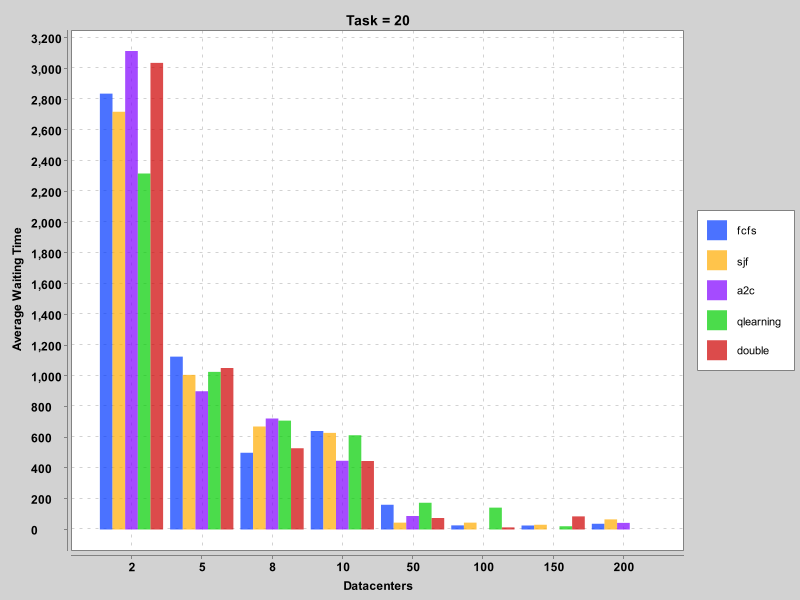 Task = 20
Average Waiting Time
3,200
3,000
2,800
2,600
2,400
2,200
2,000
1,800
1,600
1,400
1,200
1,000
800
600
400
200
0
2 5 8 10 50 100 150 200
Datacenters
fcfs
sjf
a2c
qlearning
double